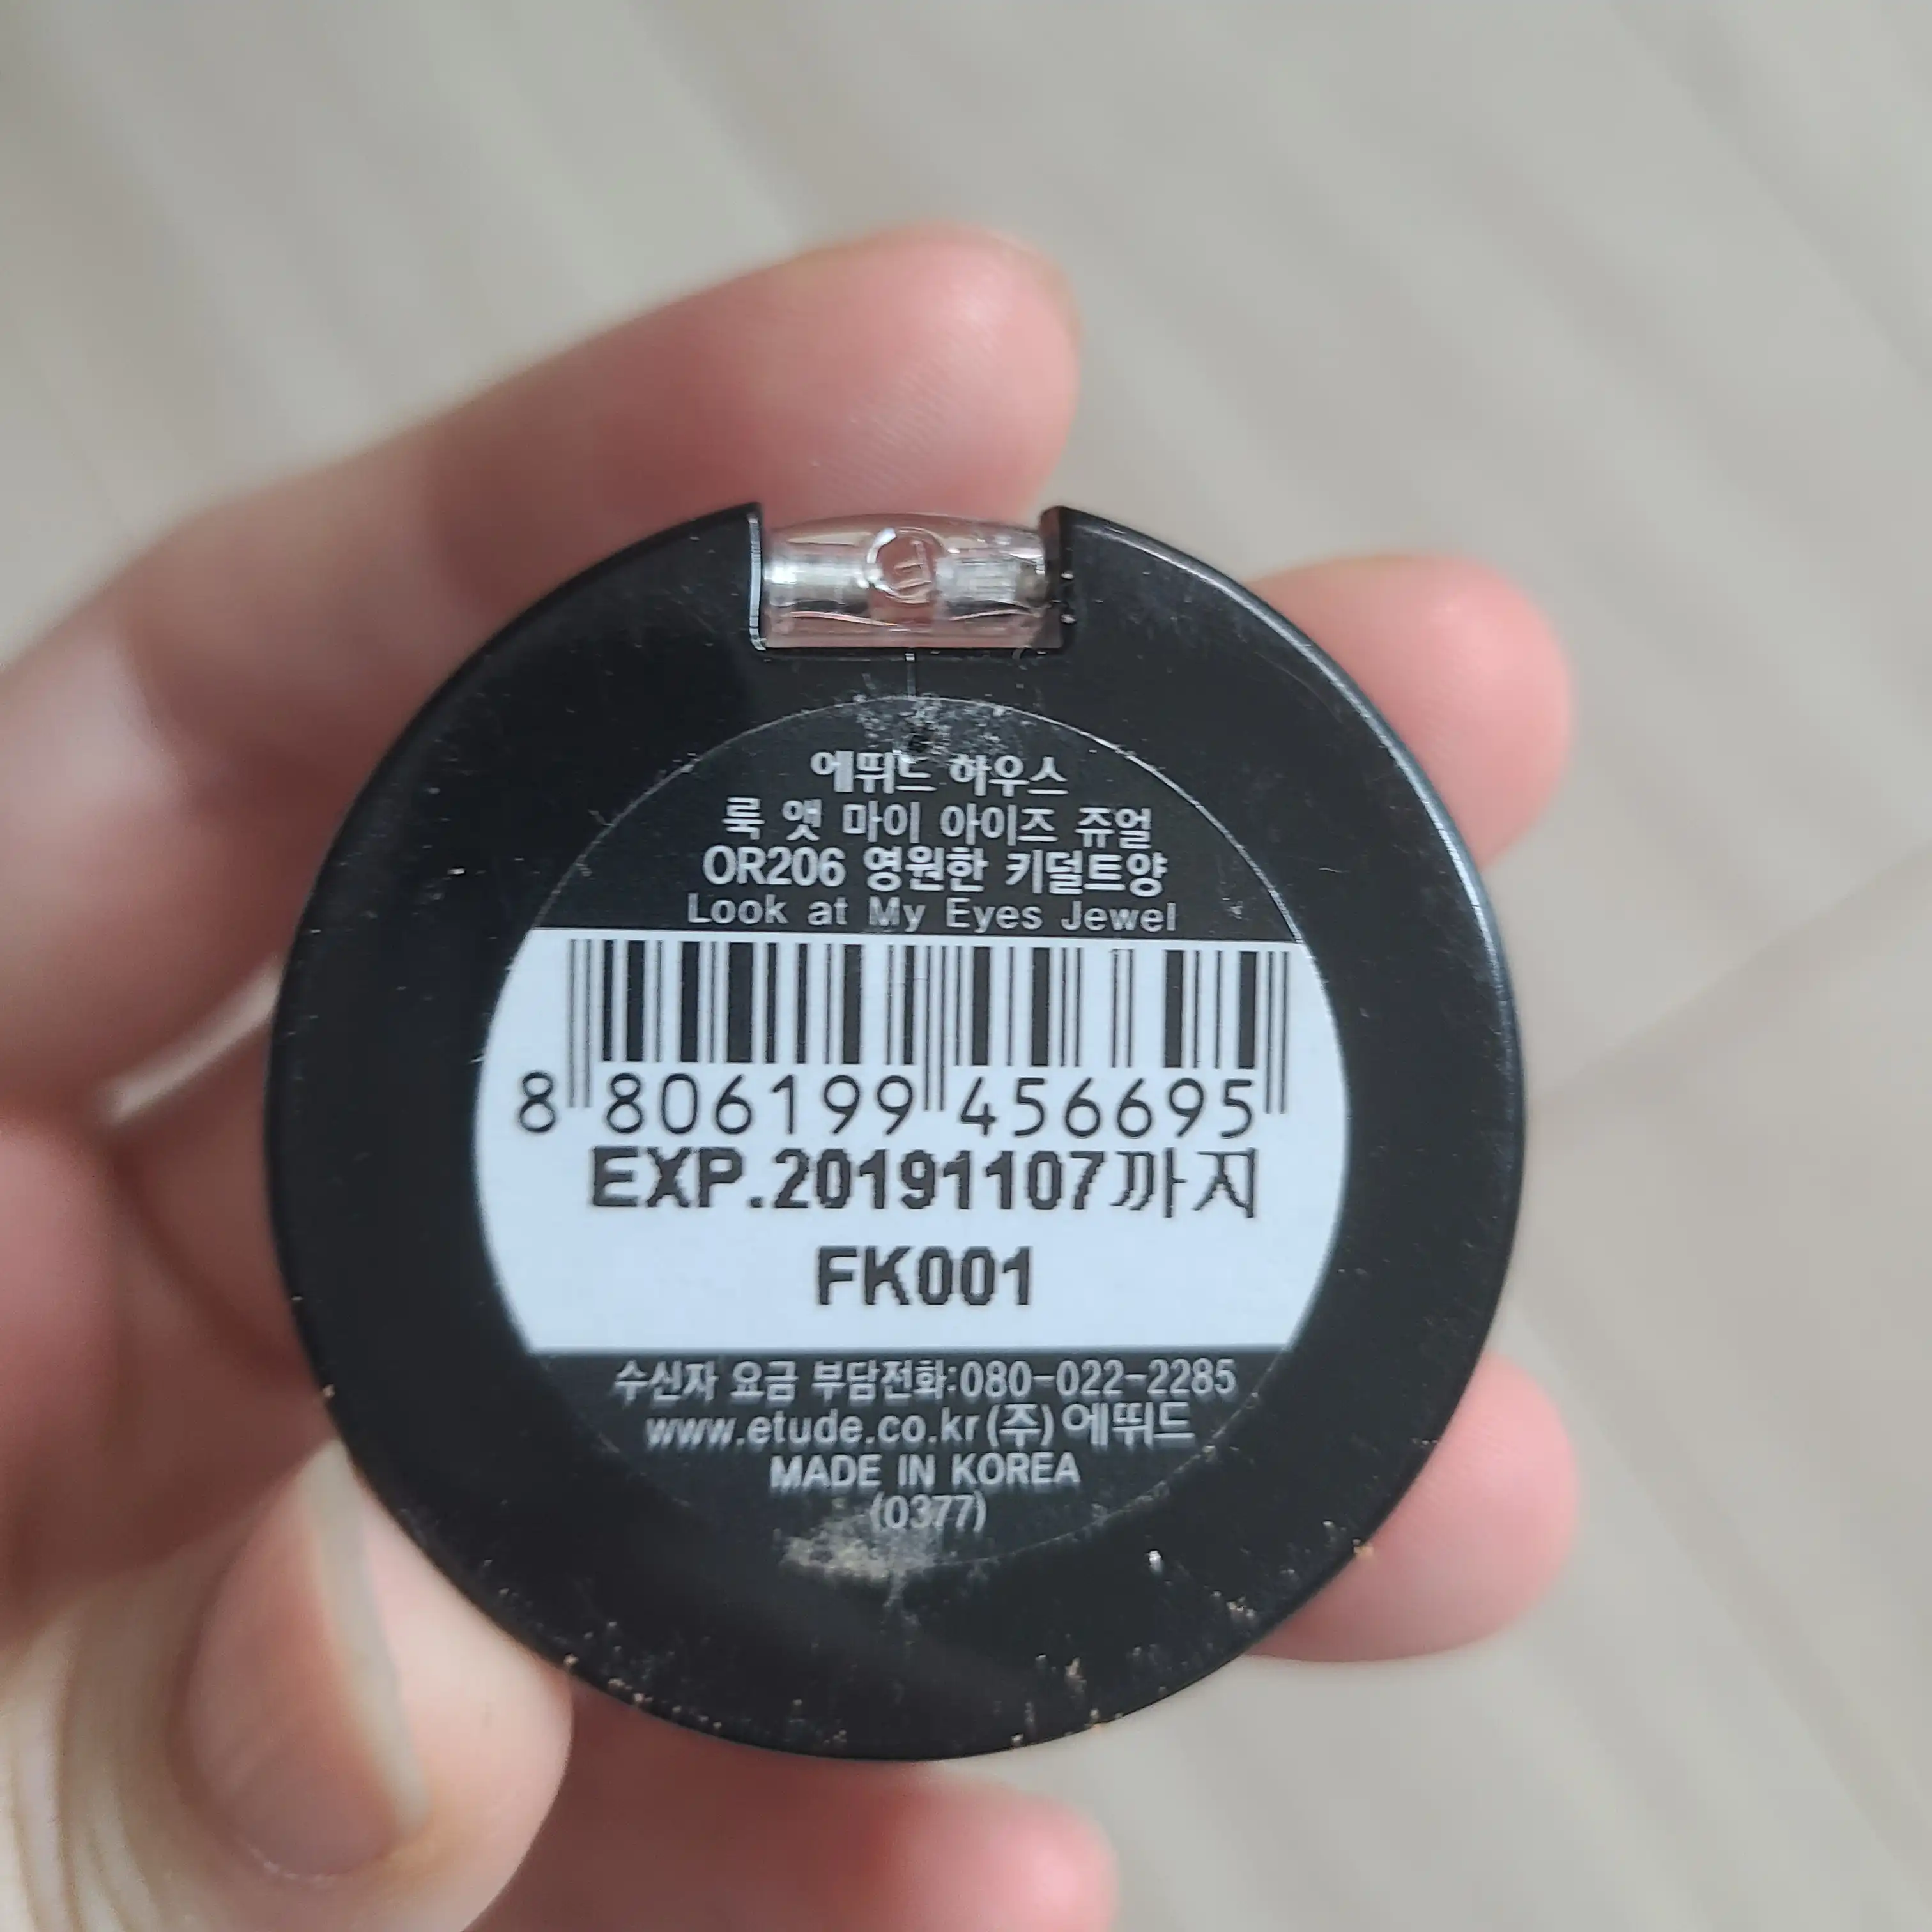 에뛰드 하우스
룩 앳 마이 아이즈 쥬얼
OR206 영원한 키덜트양
Look at My Eyes Jewel
8 806199 456695
EXP.20191107까지
FK001
수신자 요금 부담전화:080-022-2285
www.etude.co.kr(주)에뛰드
MADE IN KOREA
(0377)